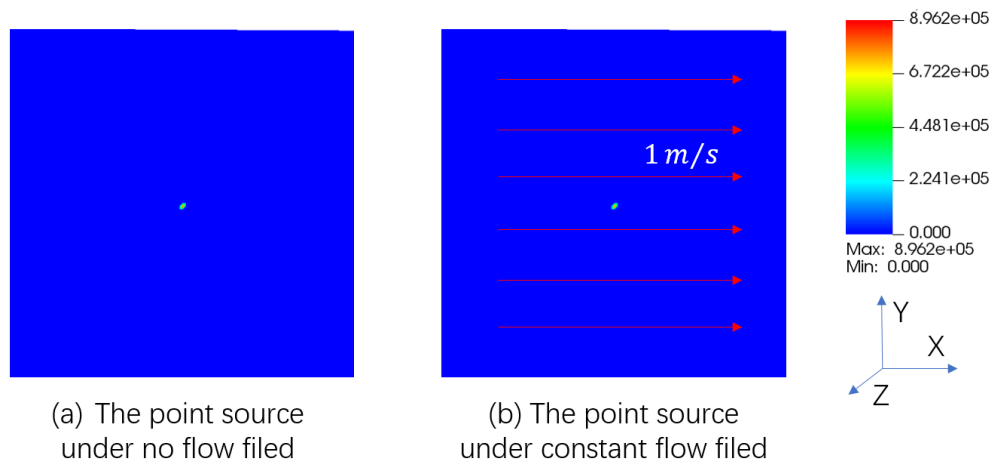 1 m/s
8.962e+05
6.722e+05
4.481e+05
2.241e+05
0.000
Max: 8.962e+05
Min: 0.000
Y
X
Z
(a) The point source
under no flow filed
(b) The point source
under constant flow filed